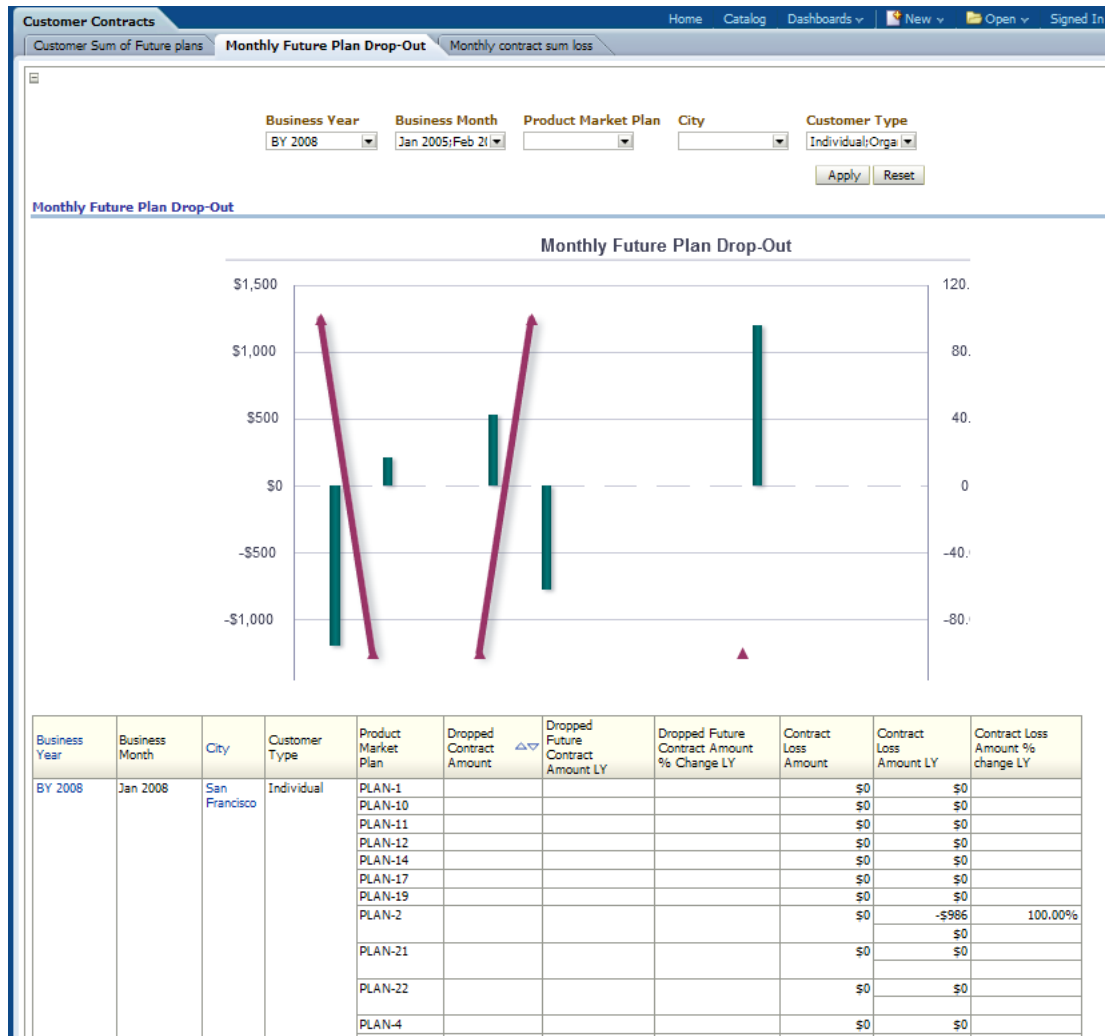 Customer Contracts
Home Catalog Dashboards New Open Signed In
Customer Sum of Future plans Monthly Future Plan Drop-Out Monthly contract sum loss
Business Year Business Month Product Market Plan City Customer Type
BY 2008 Jan 2005;Feb 20 Individual;Orga
Apply Reset
Monthly Future Plan Drop-Out
Monthly Future Plan Drop-Out
$1,500 120.
$1,000 80.
$500 40.
$0 0
-$500 -40.
-$1,000 -80.
Business Year Business Month City Customer Type Product Market Plan Dropped Contract Amount Dropped Future Contract Amount LY Dropped Future Contract Amount % Change LY Contract Loss Amount Contract Loss Amount LY Contract Loss Amount % change LY
BY 2008 Jan 2008 San Francisco Individual PLAN-1 $0 $0
PLAN-10 $0 $0
PLAN-11 $0 $0
PLAN-12 $0 $0
PLAN-14 $0 $0
PLAN-17 $0 $0
PLAN-19 $0 $0
PLAN-2 $0 -$986 100.00%
$0
PLAN-21 $0 $0
PLAN-22 $0 $0
PLAN-4 $0 $0